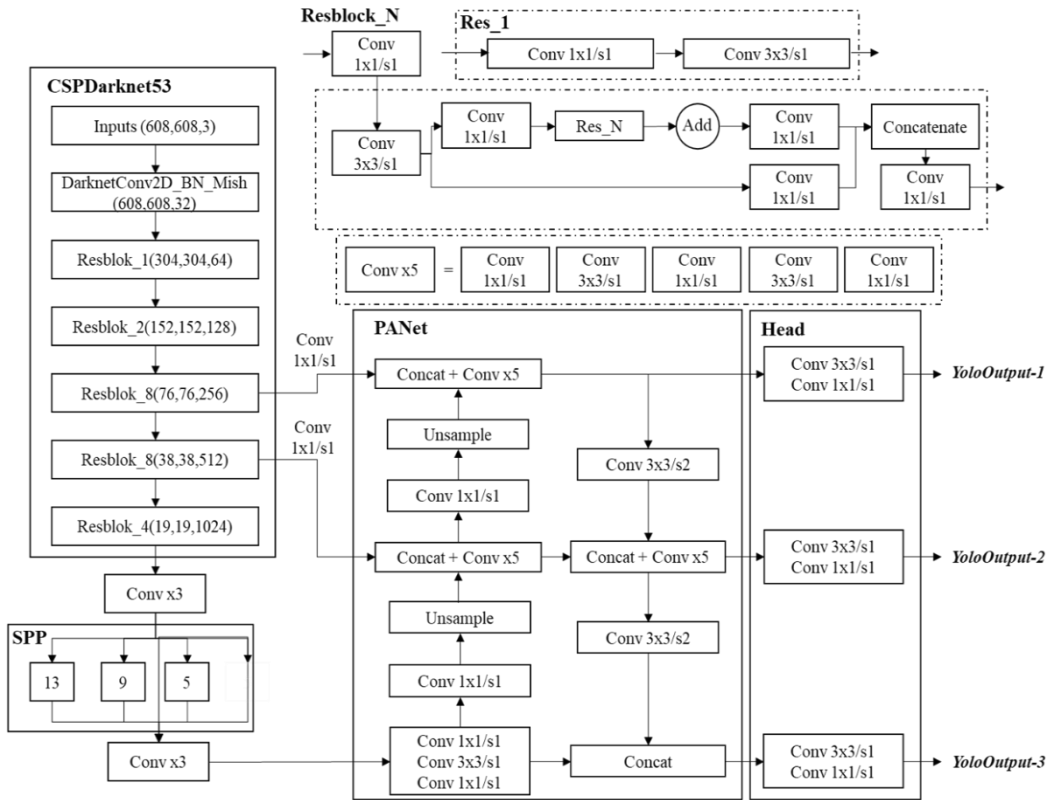 Resblock_N
Conv
1x1/s1
Res_1
Conv 1x1/s1
Conv 3x3/s1
Conv
3x3/s1
Conv
1x1/s1
Res_N
Add
Conv
1x1/s1
Concatenate
Conv
1x1/s1
Conv
1x1/s1
Conv x5
=
Conv
1x1/s1
Conv
3x3/s1
Conv
1x1/s1
Conv
3x3/s1
Conv
1x1/s1
CSPDarknet53
Inputs (608,608,3)
DarknetConv2D_BN_Mish
(608,608,32)
Resblok_1(304,304,64)
Resblok_2(152,152,128)
Resblok_8(76,76,256)
Resblok_8(38,38,512)
Resblok_4(19,19,1024)
Conv x3
SPP
13
9
5
Conv x3
Conv
1x1/s1
Conv
1x1/s1
PANet
Concat + Conv x5
Unsample
Conv 1x1/s1
Concat + Conv x5
Unsample
Conv 1x1/s1
Conv 1x1/s1
Conv 3x3/s1
Conv 1x1/s1
Conv 3x3/s2
Concat + Conv x5
Conv 3x3/s2
Concat
Head
Conv 3x3/s1
Conv 1x1/s1
YoloOutput-1
Conv 3x3/s1
Conv 1x1/s1
YoloOutput-2
Conv 3x3/s1
Conv 1x1/s1
YoloOutput-3